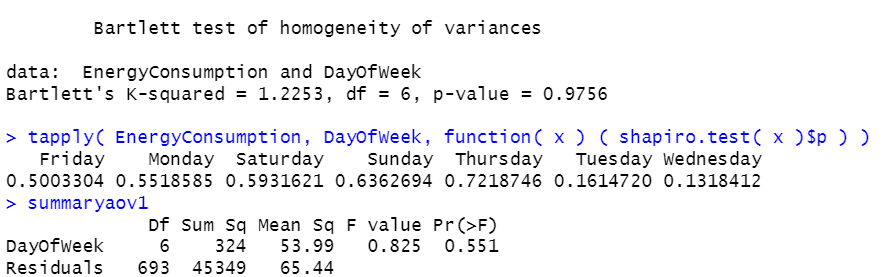 Bartlett test of homogeneity of variances
data:  EnergyConsumption and DayOfWeek
Bartlett's K-squared = 1.2253, df = 6, p-value = 0.9756
> tapply( EnergyConsumption, DayOfWeek, function( x ) ( shapiro.test( x )$p ) )
   Friday    Monday  Saturday    Sunday  Thursday   Tuesday Wednesday
0.5003304 0.5518585 0.5931621 0.6362694 0.7218746 0.1614720 0.1318412
> summaryaov1
             Df Sum Sq Mean Sq F value Pr(>F)
DayOfWeek     6    324   53.99   0.825  0.551
Residuals   693  45349   65.44